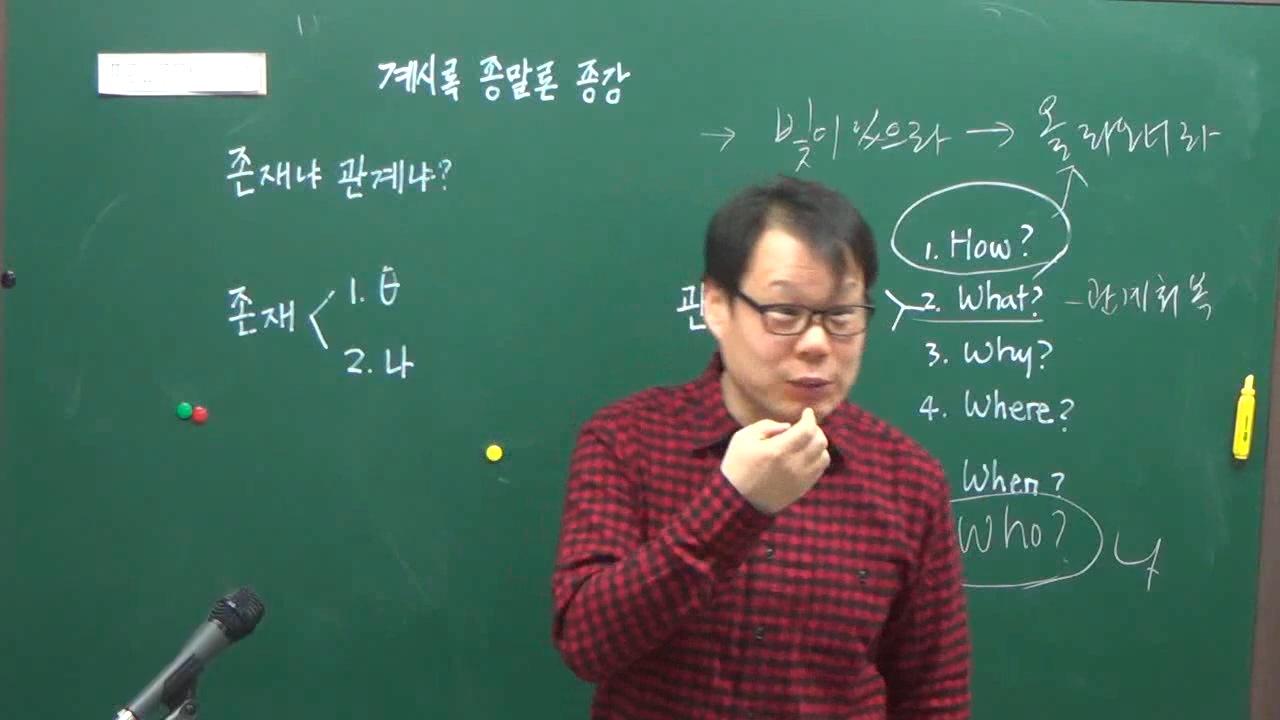 계시록 종말론 종강
→ 빛이 있으라 → 올라오너라
존재냐 관계냐?
존재 < 1. θ
2. 나
관
1. How?
2. What? - 관계회복
3. Why?
4. Where?
When?
Who? 나